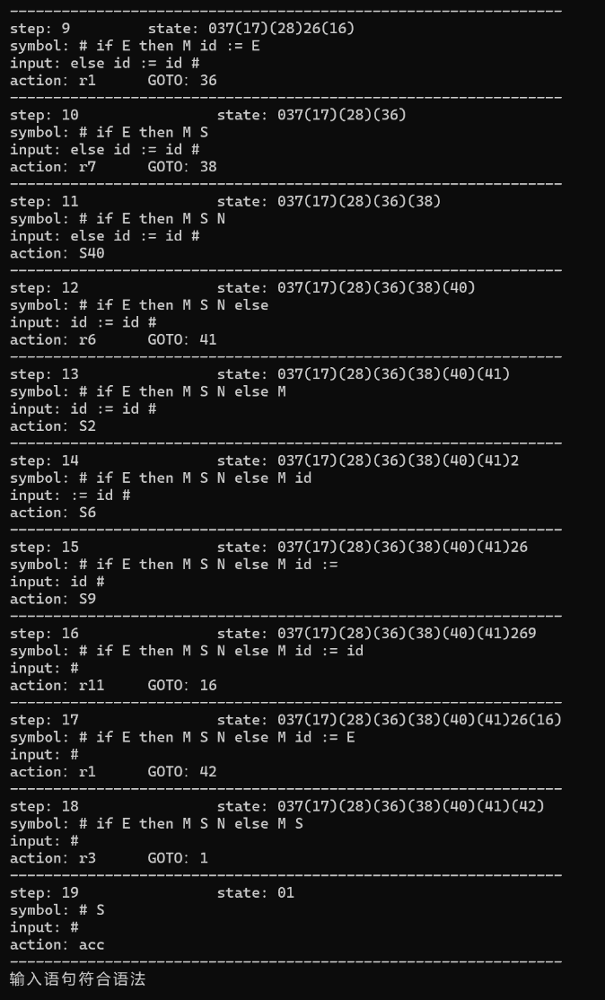 ----------------------------------------------------------------
step: 9         state: 037(17)(28)26(16)
symbol: # if E then M id := E
input: else id := id #
action: r1      GOTO: 36
----------------------------------------------------------------
step: 10                state: 037(17)(28)(36)
symbol: # if E then M S
input: else id := id #
action: r7      GOTO: 38
----------------------------------------------------------------
step: 11                state: 037(17)(28)(36)(38)
symbol: # if E then M S N
input: else id := id #
action: S40
----------------------------------------------------------------
step: 12                state: 037(17)(28)(36)(38)(40)
symbol: # if E then M S N else
input: id := id #
action: r6      GOTO: 41
----------------------------------------------------------------
step: 13                state: 037(17)(28)(36)(38)(40)(41)
symbol: # if E then M S N else M
input: id := id #
action: S2
----------------------------------------------------------------
step: 14                state: 037(17)(28)(36)(38)(40)(41)2
symbol: # if E then M S N else M id
input: := id #
action: S6
----------------------------------------------------------------
step: 15                state: 037(17)(28)(36)(38)(40)(41)26
symbol: # if E then M S N else M id :=
input: id #
action: S9
----------------------------------------------------------------
step: 16                state: 037(17)(28)(36)(38)(40)(41)269
symbol: # if E then M S N else M id := id
input: #
action: r11     GOTO: 16
----------------------------------------------------------------
step: 17                state: 037(17)(28)(36)(38)(40)(41)26(16)
symbol: # if E then M S N else M id := E
input: #
action: r1      GOTO: 42
----------------------------------------------------------------
step: 18                state: 037(17)(28)(36)(38)(40)(41)(42)
symbol: # if E then M S N else M S
input: #
action: r3      GOTO: 1
----------------------------------------------------------------
step: 19                state: 01
symbol: # S
input: #
action: acc
----------------------------------------------------------------
输入语句符合语法